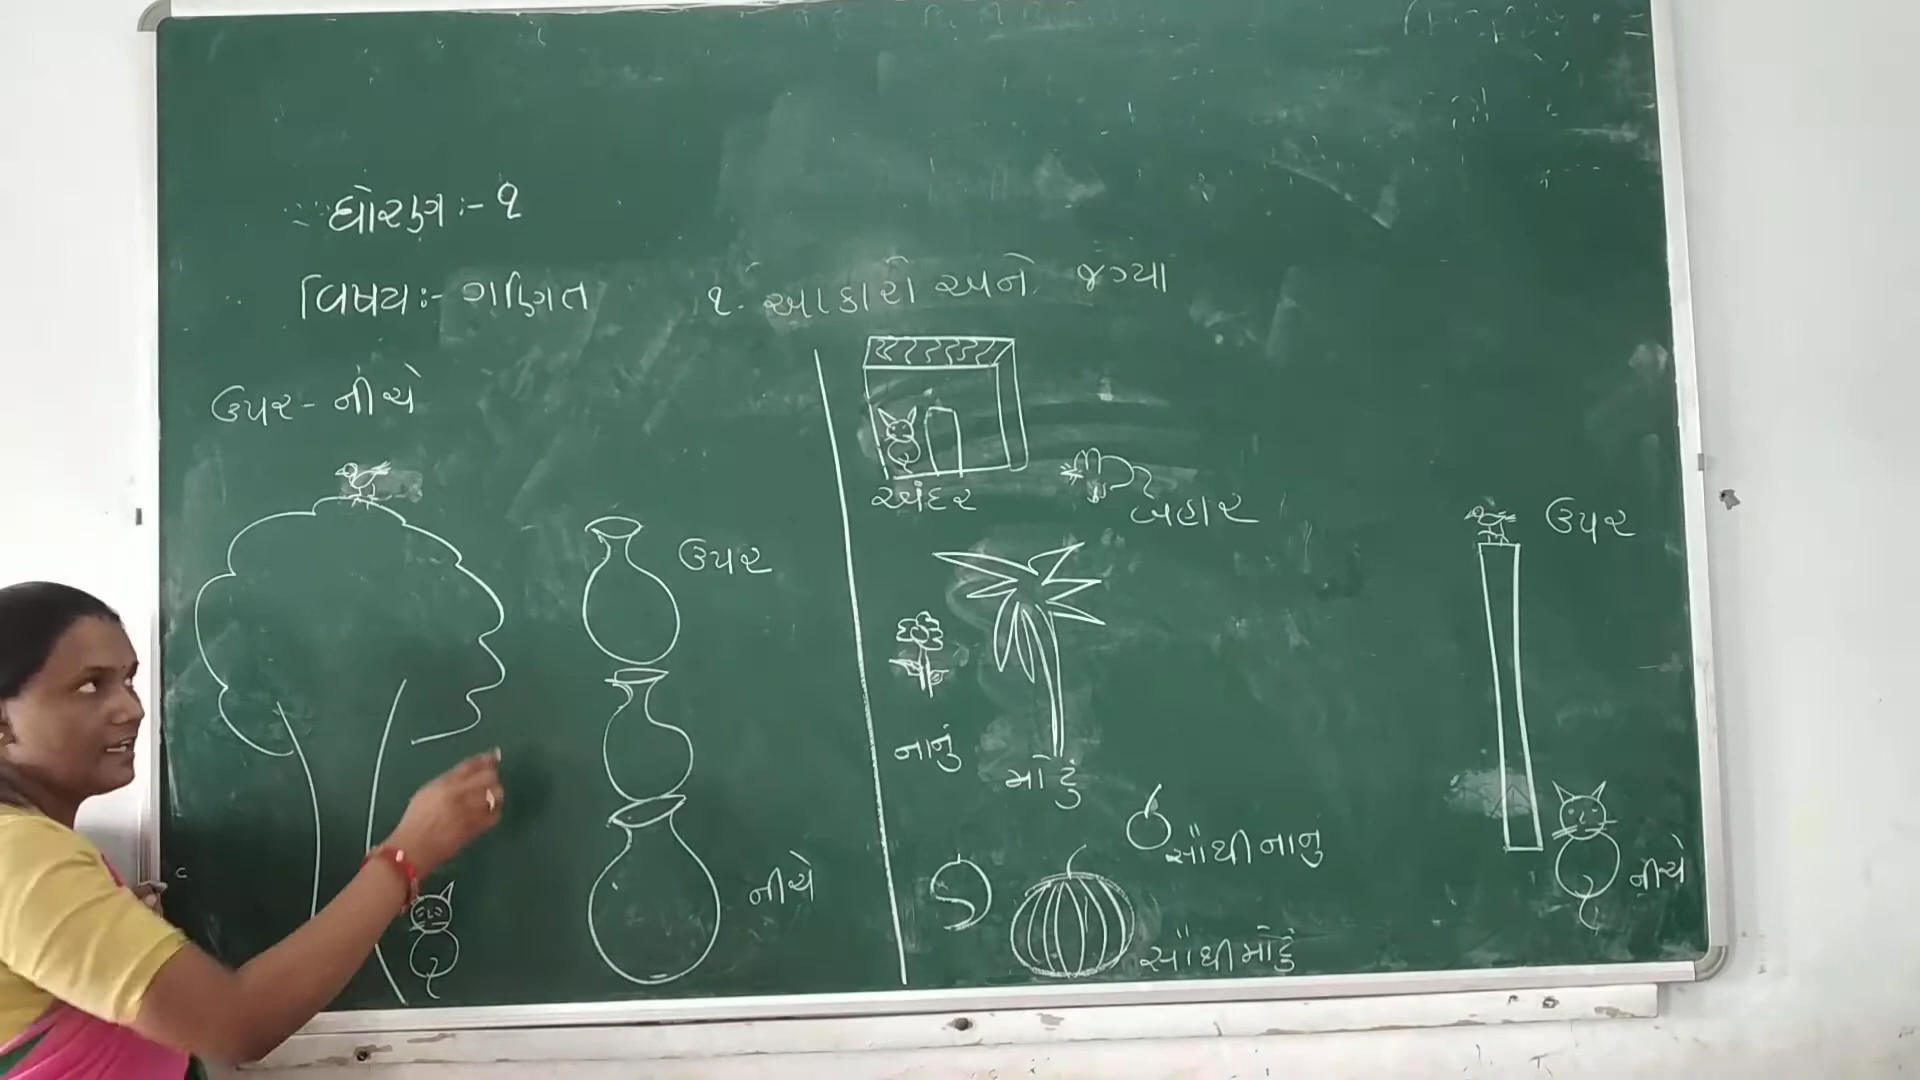 ધોરણ :- ૧
વિષય :- ગણિત
૧. આકારો અને જગ્યા
ઉપર - નીચે
ઉપર
નીચે
અંદર
બહાર
નાનું
મોટું
સૌથી નાનું
સૌથી મોટું
ઉપર
નીચે